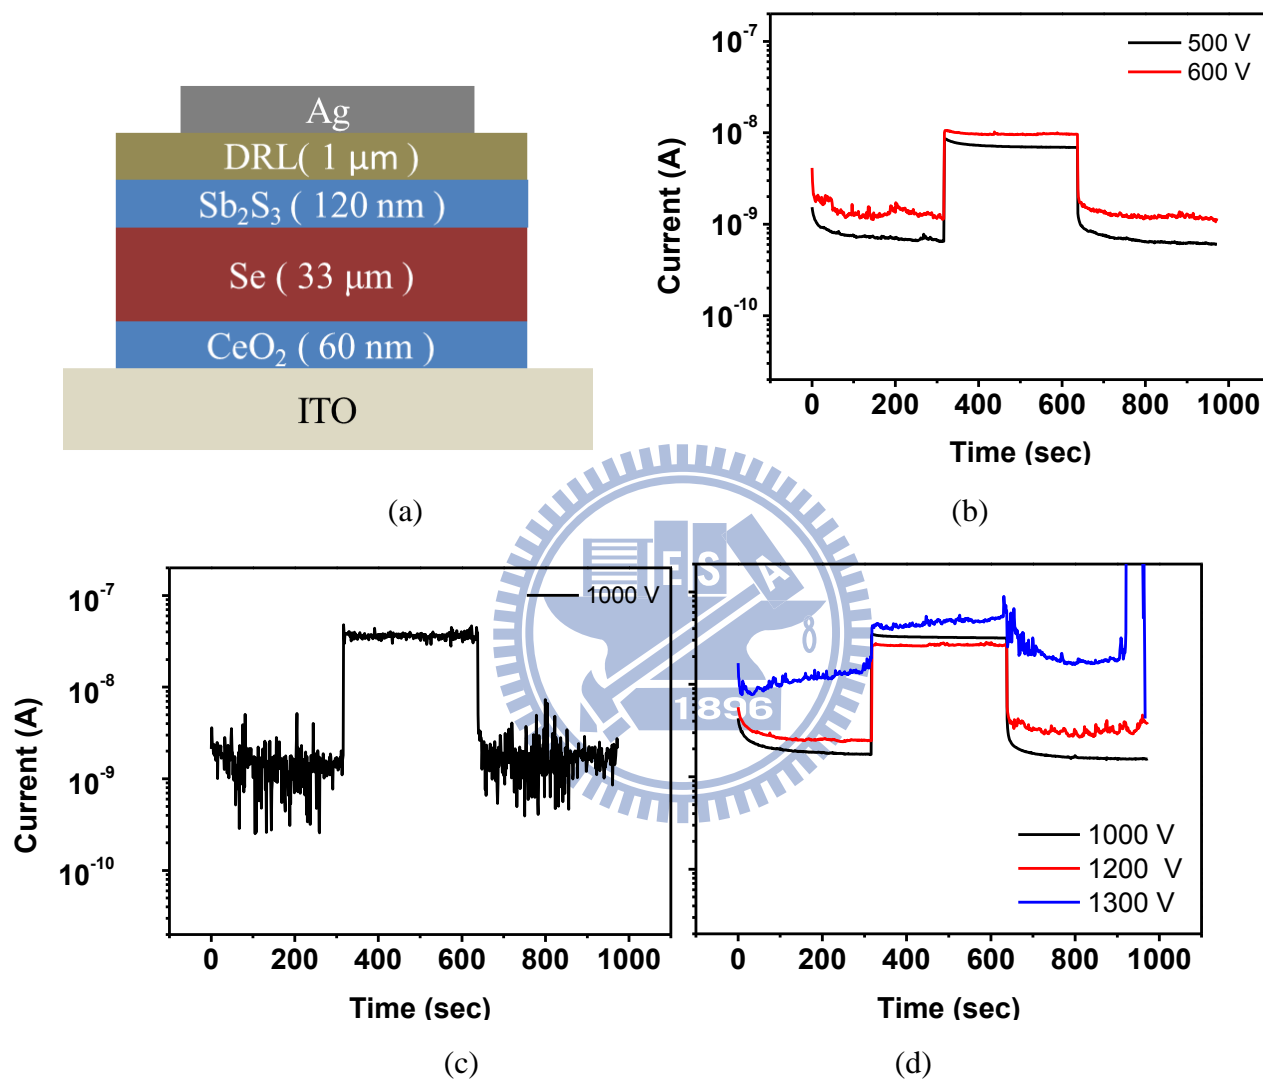 Ag
DRL( 1 μm )
Sb₂S₃ ( 120 nm )
Se ( 33 μm )
CeO₂ ( 60 nm )
ITO
(a)
500 V
600 V
10⁻⁷
10⁻⁸
10⁻⁹
10⁻¹⁰
Current (A)
0 200 400 600 800 1000
Time (sec)
(b)
1000 V
10⁻⁷
10⁻⁸
10⁻⁹
10⁻¹⁰
Current (A)
0 200 400 600 800 1000
Time (sec)
(c)
E S A
1896
1000 V
1200 V
1300 V
0 200 400 600 800 1000
Time (sec)
(d)